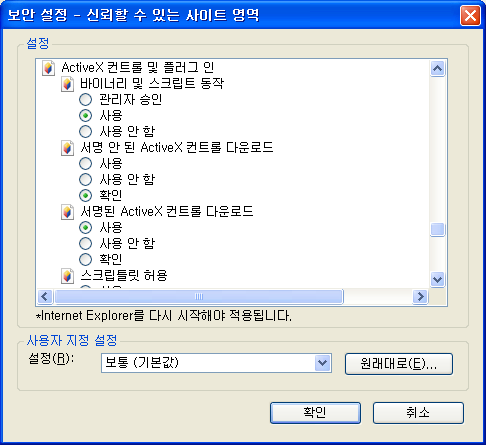 보안 설정 - 신뢰할 수 있는 사이트 영역
설정
ActiveX 컨트롤 및 플러그 인
바이너리 및 스크립트 동작
관리자 승인
사용
사용 안 함
서명 안 된 ActiveX 컨트롤 다운로드
사용
사용 안 함
확인
서명된 ActiveX 컨트롤 다운로드
사용
사용 안 함
확인
스크립틀릿 허용
*Internet Explorer를 다시 시작해야 적용됩니다.
사용자 지정 설정
설정(R): 보통 (기본값) 원래대로(E)...
확인 취소